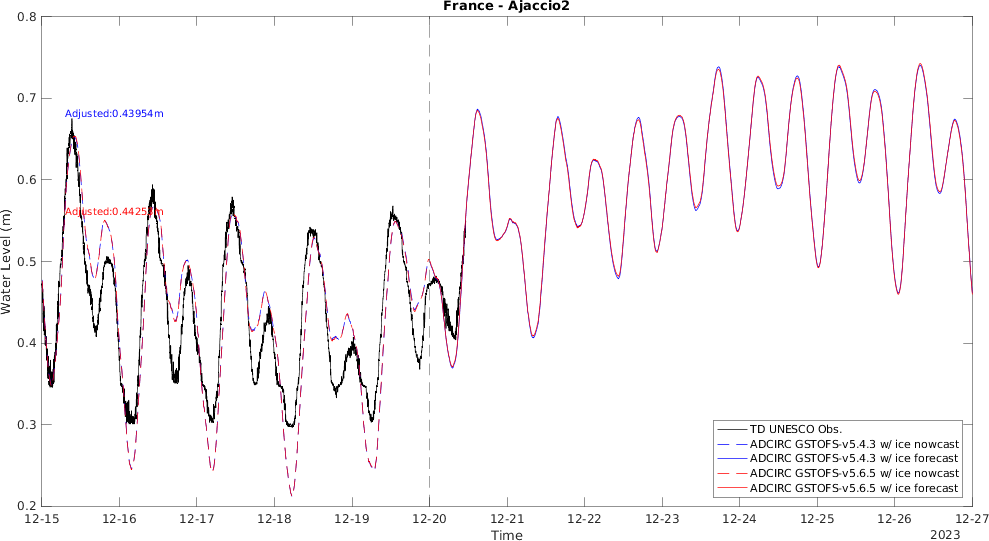 France - Ajaccio2
0.8
0.7
0.6
0.5
0.4
0.3
0.2
Water Level (m)
Adjusted:0.43954m
Adjusted:0.44253m
TD UNESCO Obs.
ADCIRC GSTOFS-v5.4.3 w/ ice nowcast
ADCIRC GSTOFS-v5.4.3 w/ ice forecast
ADCIRC GSTOFS-v5.6.5 w/ ice nowcast
ADCIRC GSTOFS-v5.6.5 w/ ice forecast
12-15 12-16 12-17 12-18 12-19 12-20 12-21 12-22 12-23 12-24 12-25 12-26 12-27
Time
2023